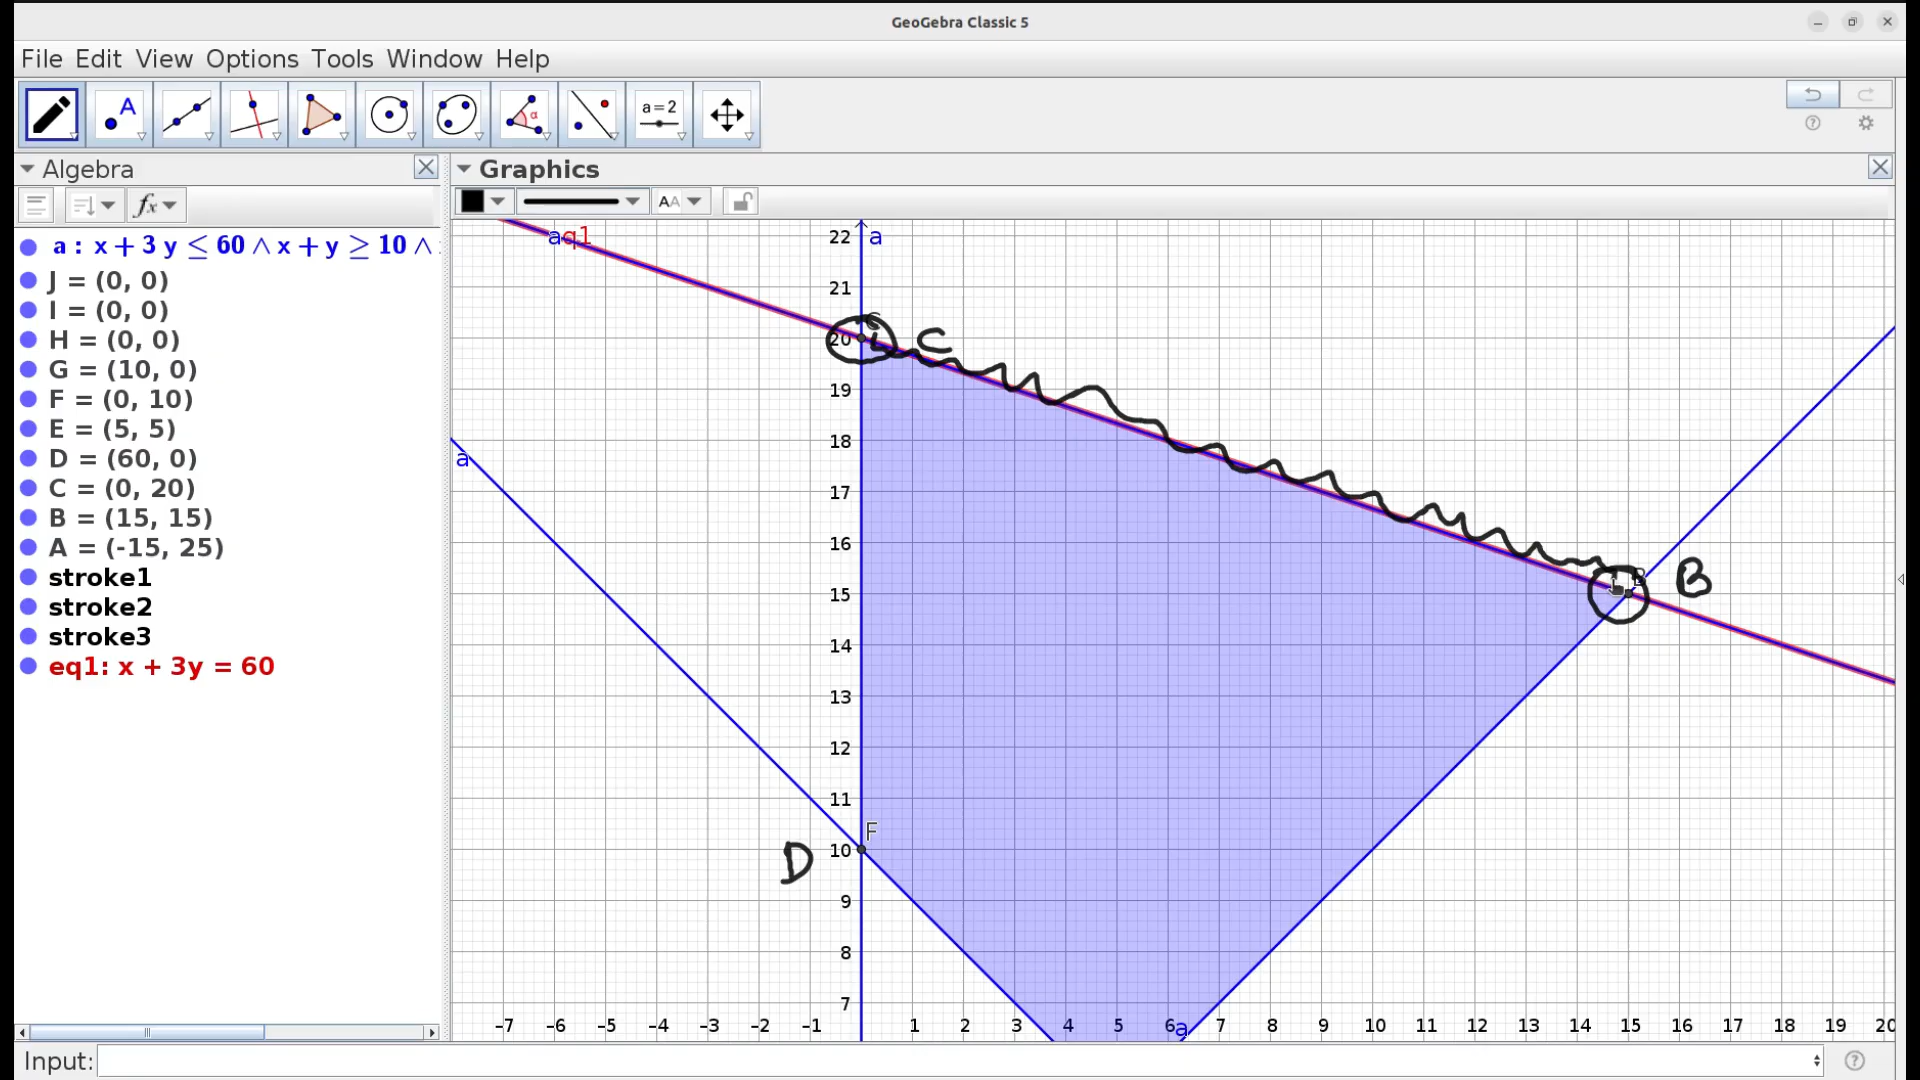 GeoGebra Classic 5
File Edit View Options Tools Window Help
A
α
a=2
Algebra
Graphics
fx
AA
a : x + 3 y ≤ 60 ∧ x + y ≥ 10 ∧
J = (0, 0)
I = (0, 0)
H = (0, 0)
G = (10, 0)
F = (0, 10)
E = (5, 5)
D = (60, 0)
C = (0, 20)
B = (15, 15)
A = (-15, 25)
stroke1
stroke2
stroke3
eq1: x + 3y = 60
a
q1
22
a
21
20
C
19
18
a
17
16
15
B
14
13
12
11
F
10
D
9
8
7
-7 -6 -5 -4 -3 -2 -1 1 2 3 4 5 6 7 8 9 10 11 12 13 14 15 16 17 18 19 20
a
Input: